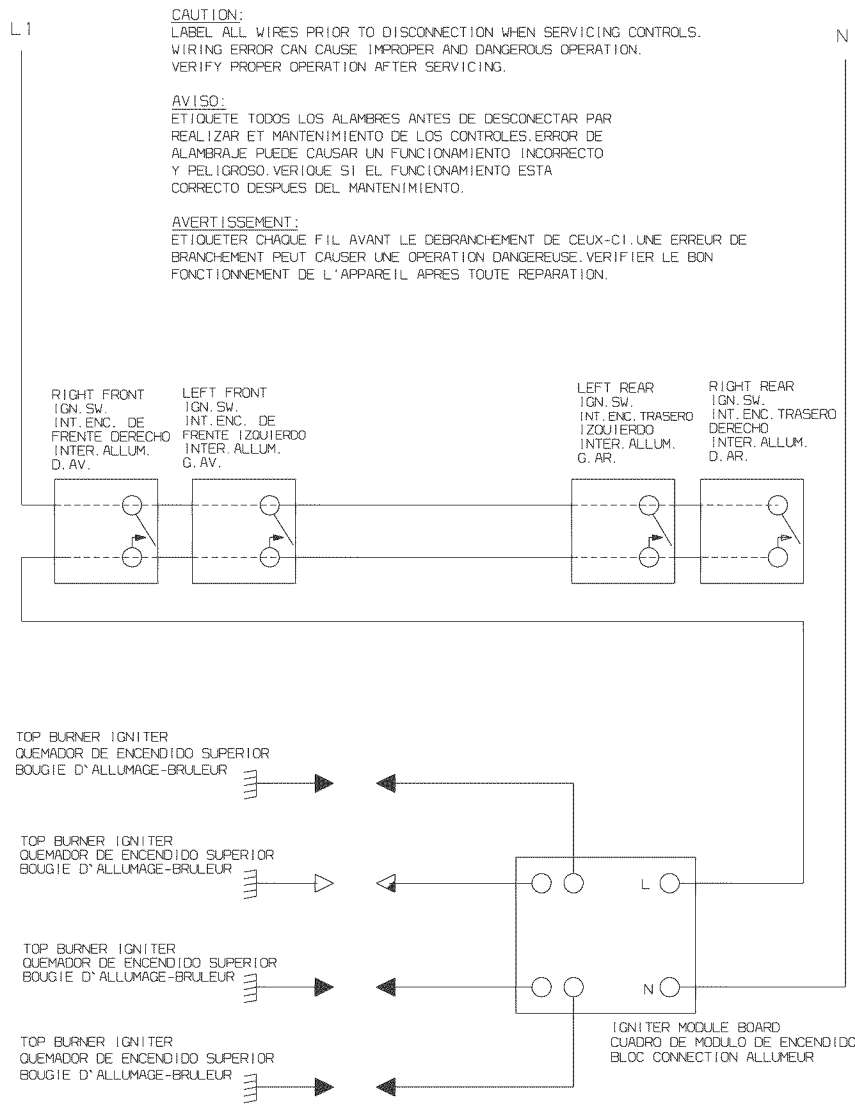 L1
CAUTION:
LABEL ALL WIRES PRIOR TO DISCONNECTION WHEN SERVICING CONTROLS.
WIRING ERROR CAN CAUSE IMPROPER AND DANGEROUS OPERATION.
VERIFY PROPER OPERATION AFTER SERVICING.
N
AVISO:
ETIQUETE TODOS LOS ALAMBRES ANTES DE DESCONECTAR PAR
REALIZAR ET MANTENIMIENTO DE LOS CONTROLES.ERROR DE
ALAMBRAJE PUEDE CAUSAR UN FUNCIONAMIENTO INCORRECTO
Y PELIGROSO.VERIQUE SI EL FUNCIONAMIENTO ESTA
CORRECTO DESPUES DEL MANTENIMIENTO.
AVERTISSEMENT:
ETIQUETER CHAQUE FIL AVANT LE DEBRANCHEMENT DE CEUX-CI.UNE ERREUR DE
BRANCHEMENT PEUT CAUSER UNE OPERATION DANGEREUSE.VERIFIER LE BON
FONCTIONNEMENT DE L'APPAREIL APRES TOUTE REPARATION.
RIGHT FRONT
IGN.SW.
INT.ENC. DE
FRENTE DERECHO
INTER.ALLUM.
D.AV.
LEFT FRONT
IGN.SW.
INT.ENC. DE
FRENTE IZQUIERDO
INTER.ALLUM.
G.AV.
LEFT REAR
IGN.SW.
INT.ENC.TRASERO
IZQUIERDO
INTER.ALLUM.
G.AR.
RIGHT REAR
IGN.SW.
INT.ENC.TRASERO
DERECHO
INTER.ALLUM.
D.AR.
TOP BURNER IGNITER
QUEMADOR DE ENCENDIDO SUPERIOR
BOUGIE D`ALLUMAGE-BRULEUR
TOP BURNER IGNITER
QUEMADOR DE ENCENDIDO SUPERIOR
BOUGIE D`ALLUMAGE-BRULEUR
L
TOP BURNER IGNITER
QUEMADOR DE ENCENDIDO SUPERIOR
BOUGIE D`ALLUMAGE-BRULEUR
N
IGNITER MODULE BOARD
CUADRO DE MODULO DE ENCENDIDO
BLOC CONNECTION ALLUMEUR
TOP BURNER IGNITER
QUEMADOR DE ENCENDIDO SUPERIOR
BOUGIE D`ALLUMAGE-BRULEUR